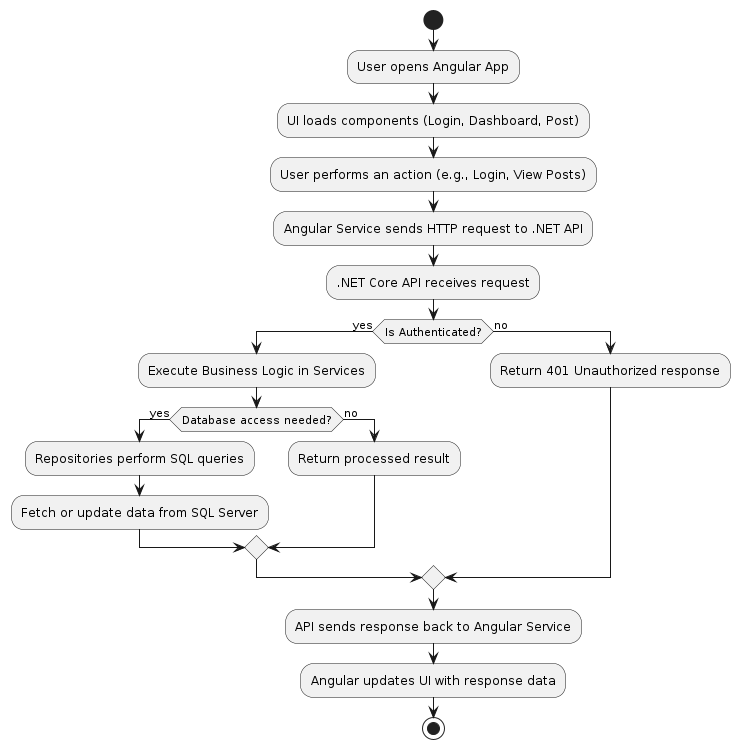 User opens Angular App
UI loads components (Login, Dashboard, Post)
User performs an action (e.g., Login, View Posts)
Angular Service sends HTTP request to .NET API
.NET Core API receives request
yes
Is Authenticated?
no
Execute Business Logic in Services
Return 401 Unauthorized response
yes
Database access needed?
no
Repositories perform SQL queries
Return processed result
Fetch or update data from SQL Server
API sends response back to Angular Service
Angular updates UI with response data